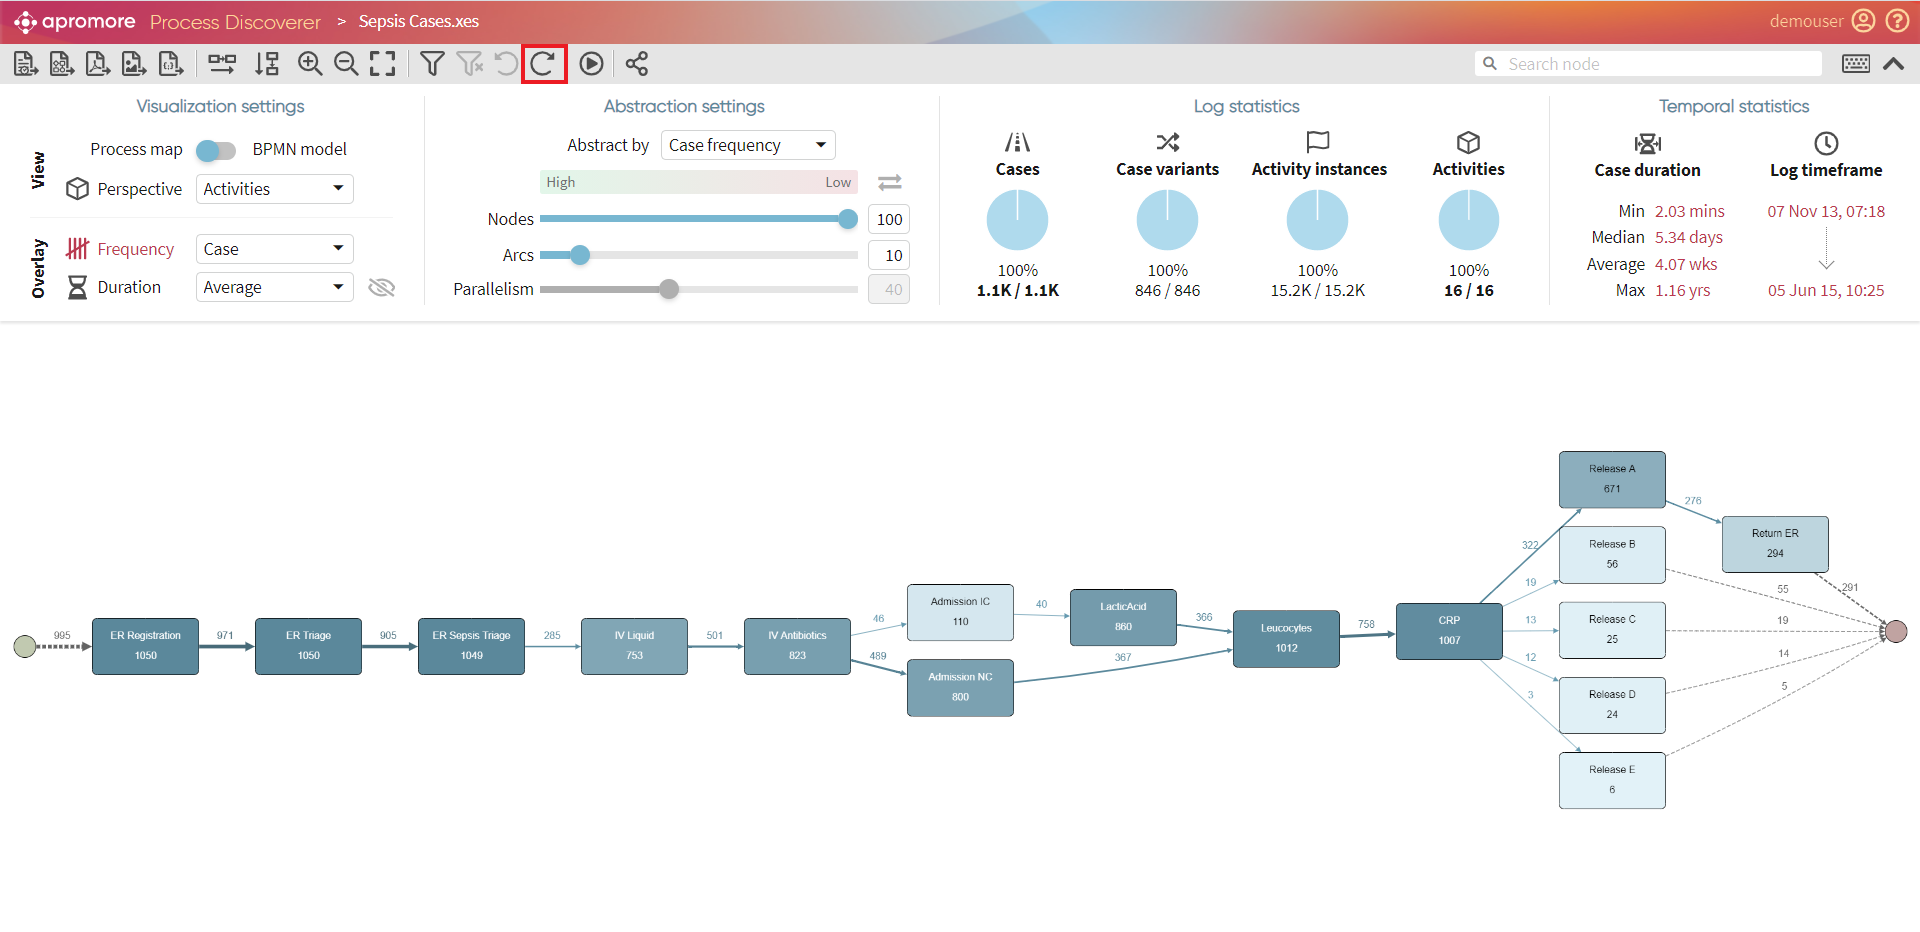 apromore Process Discoverer > Sepsis Cases.xes
demouser
Search node
Visualization settings
View
Process map
BPMN model
Perspective
Activities
Overlay
Frequency
Case
Duration
Average
Abstraction settings
Abstract by
Case frequency
High
Low
Nodes
100
Arcs
10
Parallelism
40
Log statistics
Cases
100%
1.1K / 1.1K
Case variants
100%
846 / 846
Activity instances
100%
15.2K / 15.2K
Activities
100%
16 / 16
Temporal statistics
Case duration
Min 2.03 mins
Median 5.34 days
Average 4.07 wks
Max 1.16 yrs
Log timeframe
07 Nov 13, 07:18
05 Jun 15, 10:25
995
ER Registration
1050
971
ER Triage
1050
905
ER Sepsis Triage
1049
285
IV Liquid
753
501
IV Antibiotics
823
46
489
Admission IC
110
Admission NC
800
40
LacticAcid
860
366
367
Leucocytes
1012
758
CRP
1007
322
19
13
12
3
Release A
671
Release B
56
Release C
25
Release D
24
Release E
6
276
Return ER
294
291
55
19
14
5